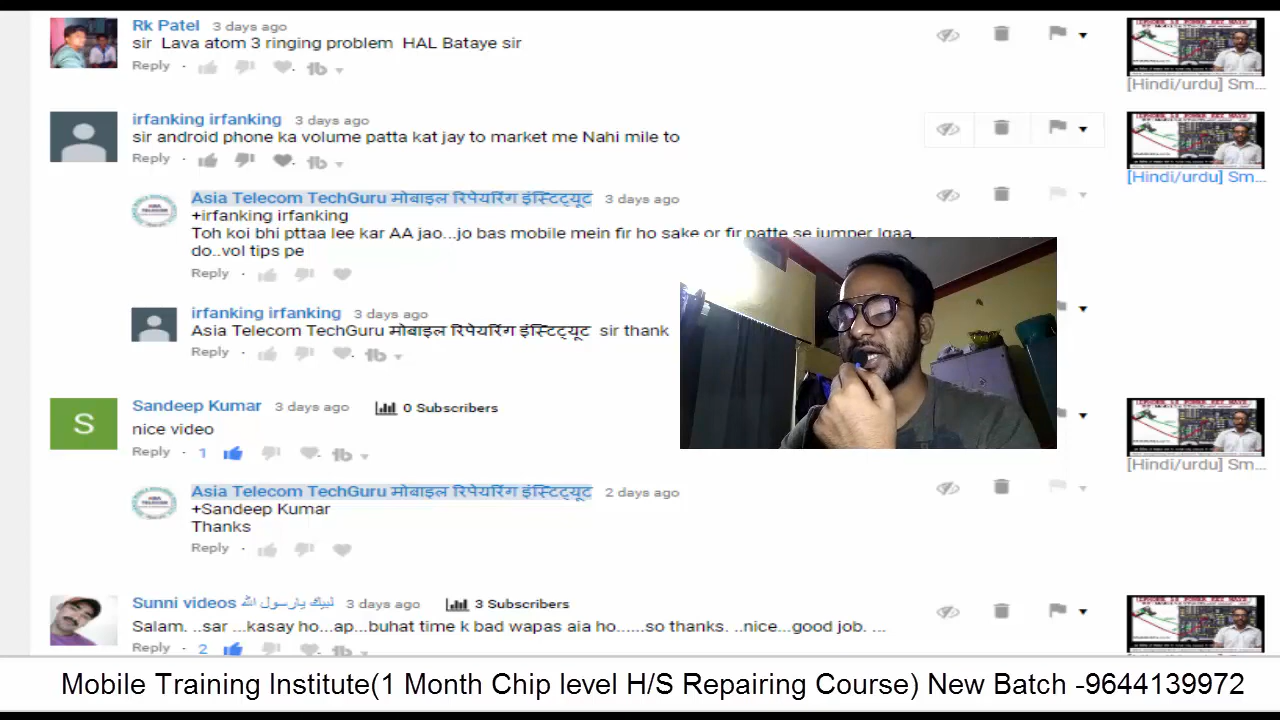 Rk Patel 3 days ago
sir Lava atom 3 ringing problem HAL Bataye sir
Reply
[Hindi/urdu] Sm...
irfanking irfanking 3 days ago
sir android phone ka volume patta kat jay to market me Nahi mile to
Reply
[Hindi/urdu] Sm...
Asia Telecom TechGuru मोबाइल रिपेयरिंग इंस्टिट्यूट 3 days ago
+irfanking irfanking
Toh koi bhi pttaa lee kar AA jao...jo bas mobile mein fir ho sake or fir patte se jumper lgaa
do..vol tips pe
Reply
irfanking irfanking 3 days ago
Asia Telecom TechGuru मोबाइल रिपेयरिंग इंस्टिट्यूट sir thank
Reply
Sandeep Kumar 3 days ago 0 Subscribers
nice video
Reply 1
[Hindi/urdu] Sm...
Asia Telecom TechGuru मोबाइल रिपेयरिंग इंस्टिट्यूट 2 days ago
+Sandeep Kumar
Thanks
Reply
Sunni videos لبيك يارسول الله 3 days ago 3 Subscribers
Salam. ..sar ...kasay ho...ap...buhat time k bad wapas aia ho......so thanks. ..nice...good job. ...
Reply 2
Mobile Training Institute(1 Month Chip level H/S Repairing Course) New Batch -9644139972